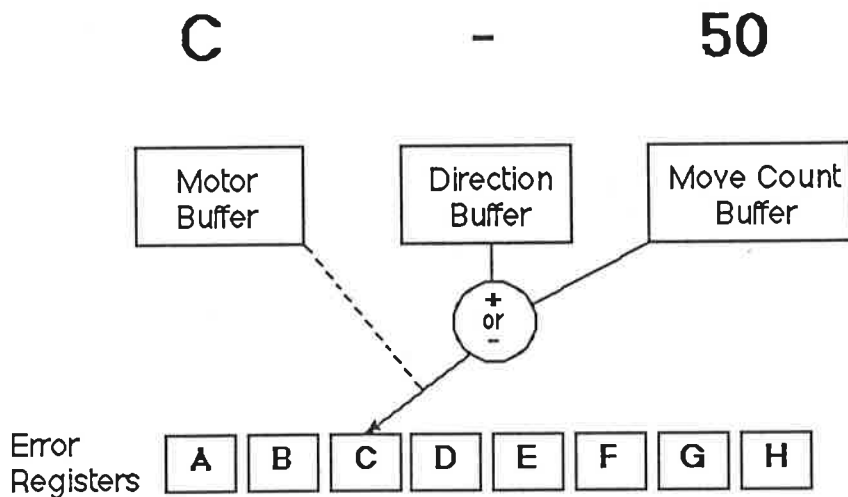 C - 50
Motor Buffer
Direction Buffer
Move Count Buffer
+ or -
Error Registers
A B C D E F G H